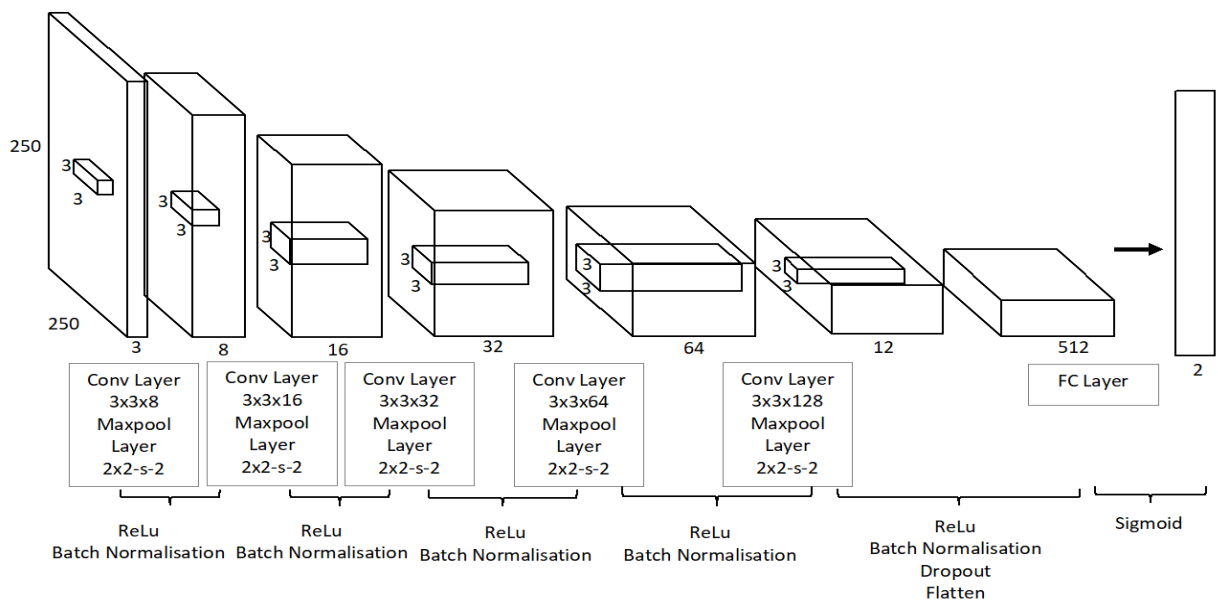 250
3
3
3
3
3
3
3
3
3
3
3
3
250
3
8
16
32
64
12
512
2
Conv Layer
3x3x8
Maxpool
Layer
2x2-s-2
Conv Layer
3x3x16
Maxpool
Layer
2x2-s-2
Conv Layer
3x3x32
Maxpool
Layer
2x2-s-2
Conv Layer
3x3x64
Maxpool
Layer
2x2-s-2
Conv Layer
3x3x128
Maxpool
Layer
2x2-s-2
FC Layer
ReLu
Batch Normalisation
ReLu
Batch Normalisation
ReLu
Batch Normalisation
ReLu
Batch Normalisation
ReLu
Batch Normalisation
Dropout
Flatten
Sigmoid